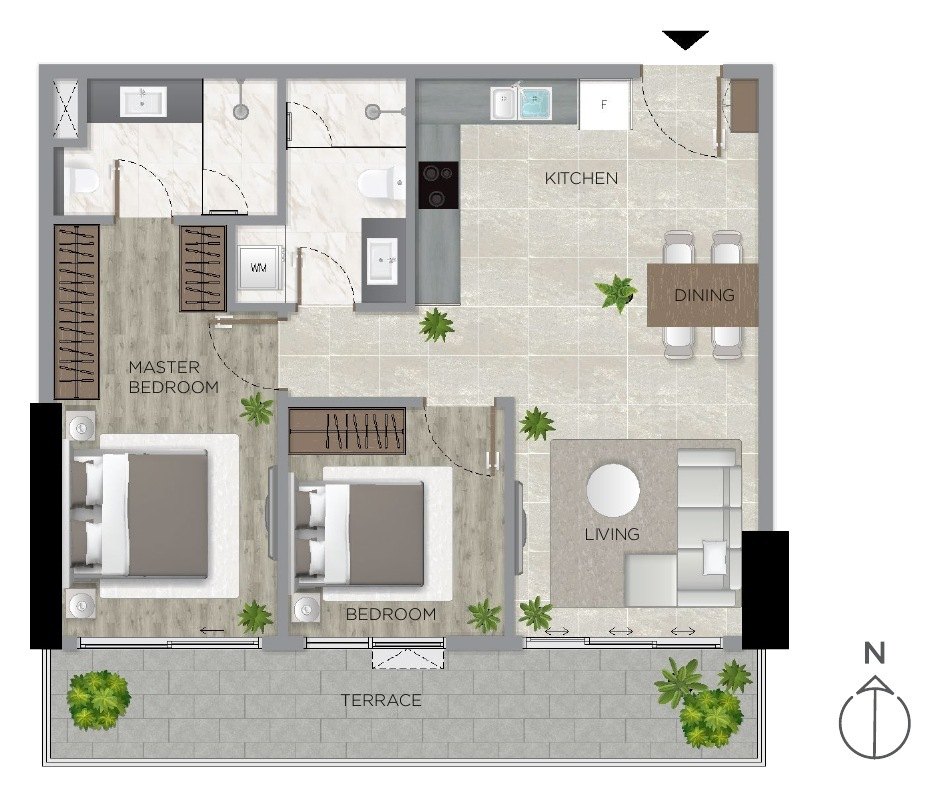 F
KITCHEN
WM
DINING
MASTER
BEDROOM
LIVING
BEDROOM
N
TERRACE